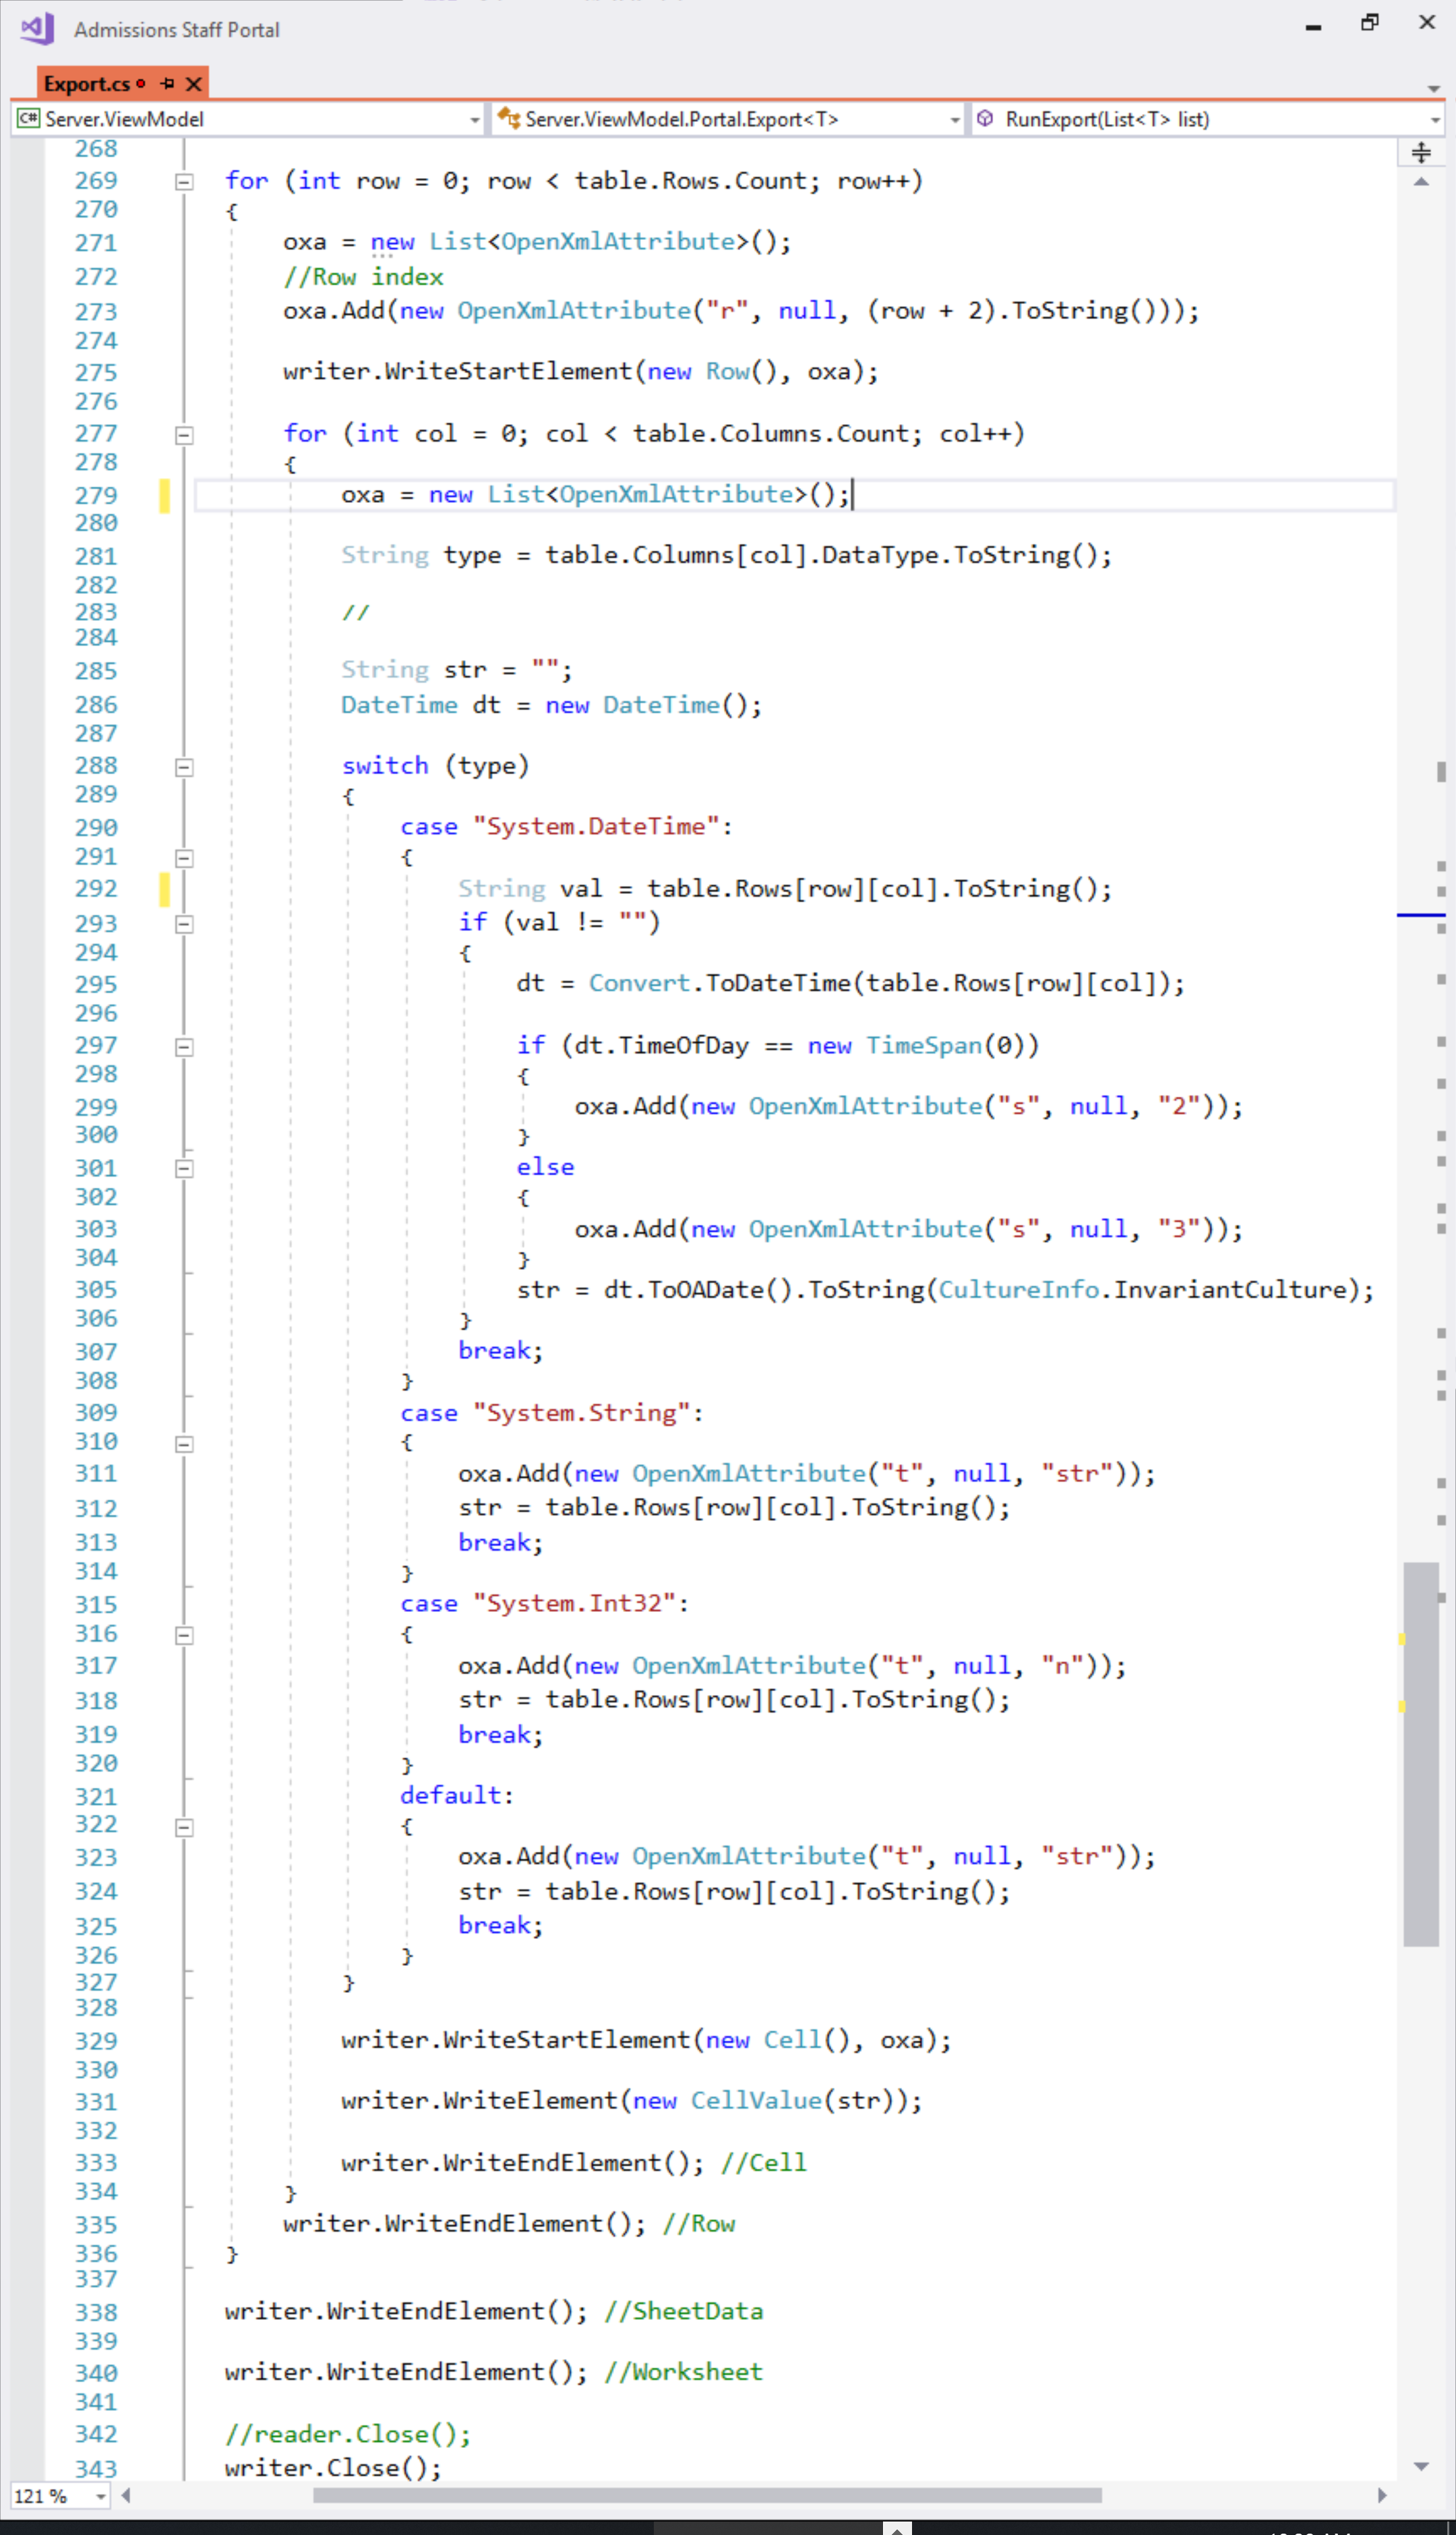 Admissions Staff Portal
Export.cs
C# Server.ViewModel Server.ViewModel.Portal.Export<T> RunExport(List<T> list)
268
269 for (int row = 0; row < table.Rows.Count; row++)
270 {
271 oxa = new List<OpenXmlAttribute>();
272 //Row index
273 oxa.Add(new OpenXmlAttribute("r", null, (row + 2).ToString()));
274
275 writer.WriteStartElement(new Row(), oxa);
276
277 for (int col = 0; col < table.Columns.Count; col++)
278 {
279 oxa = new List<OpenXmlAttribute>();
280
281 String type = table.Columns[col].DataType.ToString();
282
283 //
284
285 String str = "";
286 DateTime dt = new DateTime();
287
288 switch (type)
289 {
290 case "System.DateTime":
291 {
292 String val = table.Rows[row][col].ToString();
293 if (val != "")
294 {
295 dt = Convert.ToDateTime(table.Rows[row][col]);
296
297 if (dt.TimeOfDay == new TimeSpan(0))
298 {
299 oxa.Add(new OpenXmlAttribute("s", null, "2"));
300 }
301 else
302 {
303 oxa.Add(new OpenXmlAttribute("s", null, "3"));
304 }
305 str = dt.ToOADate().ToString(CultureInfo.InvariantCulture);
306 }
307 break;
308 }
309 case "System.String":
310 {
311 oxa.Add(new OpenXmlAttribute("t", null, "str"));
312 str = table.Rows[row][col].ToString();
313 break;
314 }
315 case "System.Int32":
316 {
317 oxa.Add(new OpenXmlAttribute("t", null, "n"));
318 str = table.Rows[row][col].ToString();
319 break;
320 }
321 default:
322 {
323 oxa.Add(new OpenXmlAttribute("t", null, "str"));
324 str = table.Rows[row][col].ToString();
325 break;
326 }
327 }
328
329 writer.WriteStartElement(new Cell(), oxa);
330
331 writer.WriteElement(new CellValue(str));
332
333 writer.WriteEndElement(); //Cell
334 }
335 writer.WriteEndElement(); //Row
336 }
337
338 writer.WriteEndElement(); //SheetData
339
340 writer.WriteEndElement(); //Worksheet
341
342 //reader.Close();
343 writer.Close();
121 %